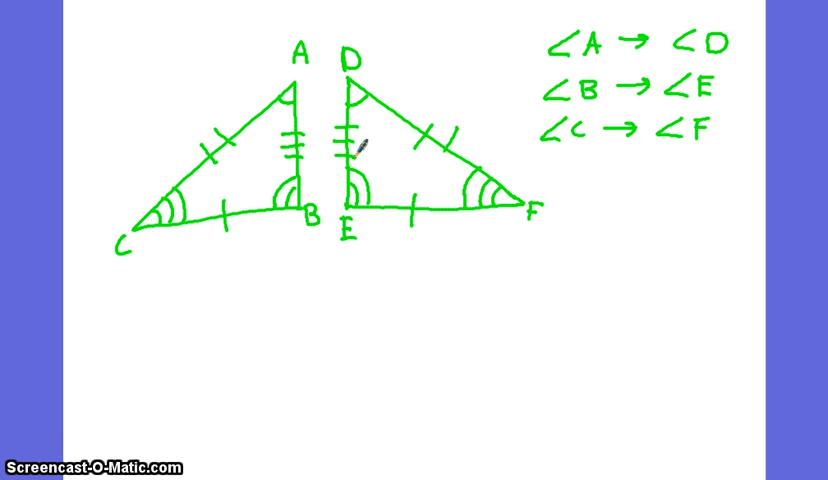 A D
∠A → ∠D
∠B → ∠E
∠C → ∠F
C B E F
Screencast-O-Matic.com